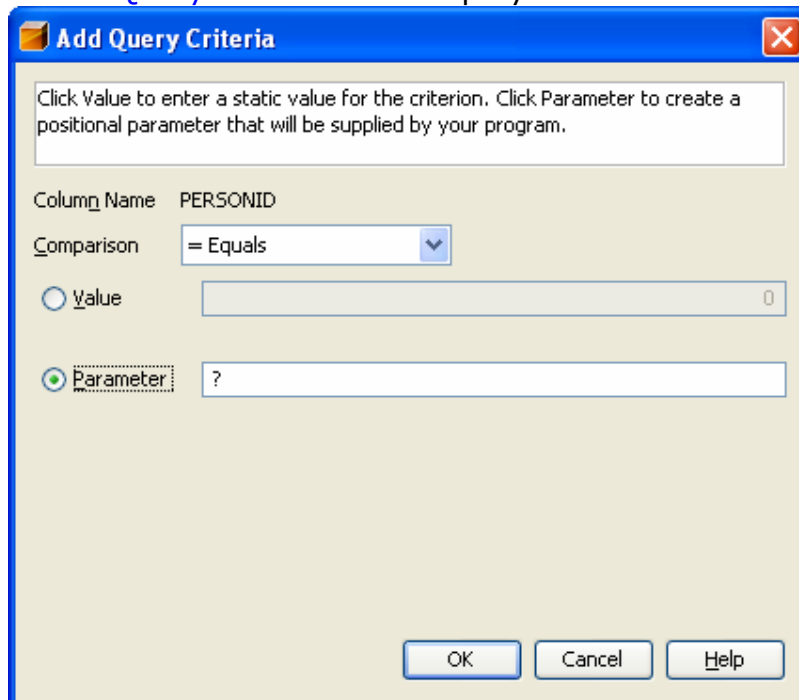 Add Query Criteria
Click Value to enter a static value for the criterion. Click Parameter to create a
positional parameter that will be supplied by your program.
Column Name PERSONID
Comparison = Equals
Value 0
Parameter ?
OK Cancel Help